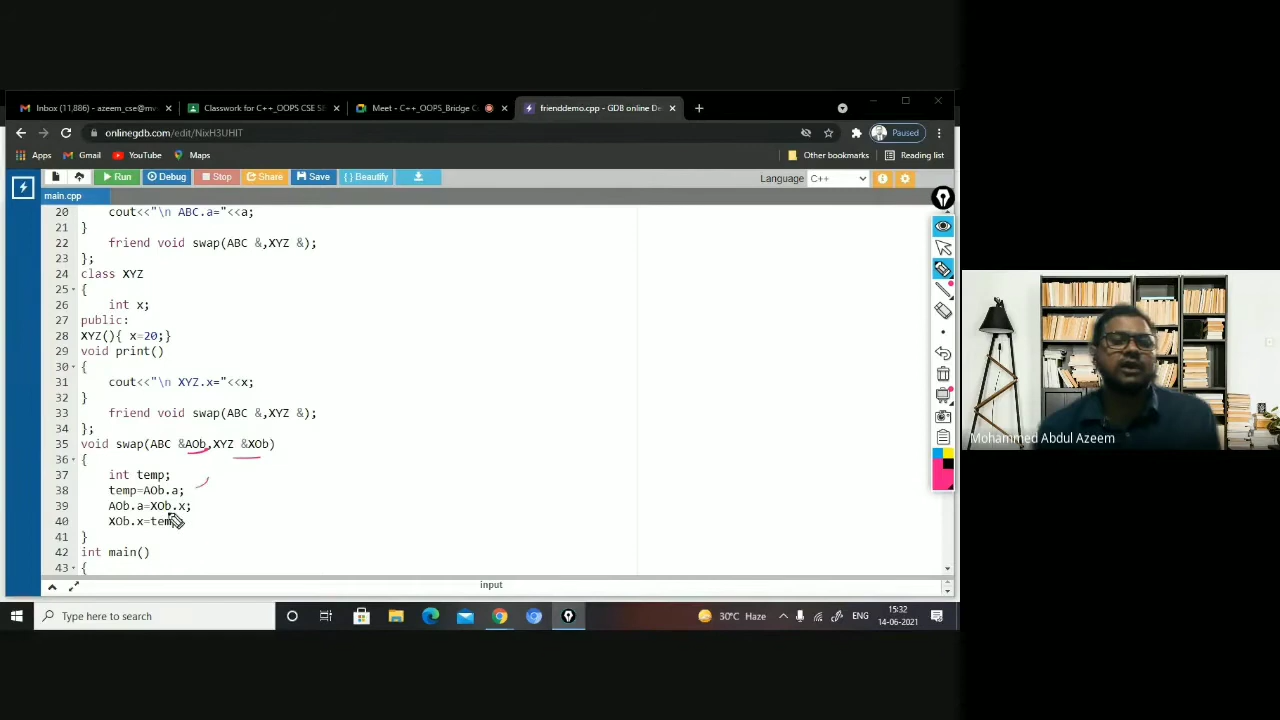 Inbox (11,886) - azeem_cse@mv
Classwork for C++_OOPS CSE SE
Meet - C++_OOPS_Bridge C
frienddemo.cpp - GDB online De
onlinegdb.com/edit/NixH3UHIT
Paused
Apps Gmail YouTube Maps
Other bookmarks Reading list
Run Debug Stop Share Save { } Beautify
Language C++
main.cpp
20 cout<<"\n ABC.a="<<a;
21 }
22 friend void swap(ABC &,XYZ &);
23 };
24 class XYZ
25 {
26 int x;
27 public:
28 XYZ(){ x=20;}
29 void print()
30 {
31 cout<<"\n XYZ.x="<<x;
32 }
33 friend void swap(ABC &,XYZ &);
34 };
35 void swap(ABC &AOb,XYZ &XOb)
36 {
37 int temp;
38 temp=AOb.a;
39 AOb.a=XOb.x;
40 XOb.x=tem
41 }
42 int main()
43 {
input
Mohammed Abdul Azeem
Type here to search
30°C Haze
ENG
15:32
14-06-2021